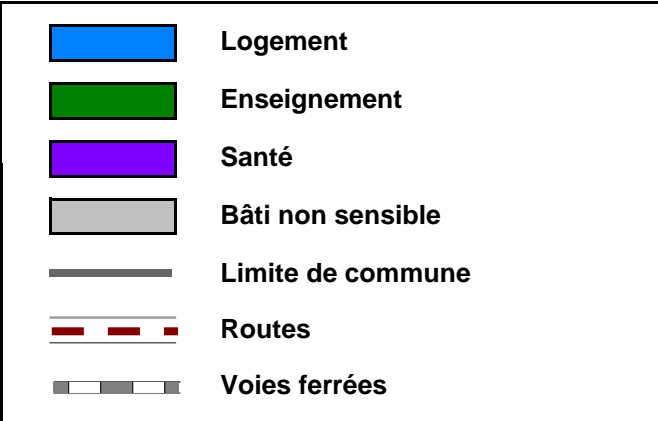 Logement
Enseignement
Santé
Bâti non sensible
Limite de commune
Routes
Voies ferrées